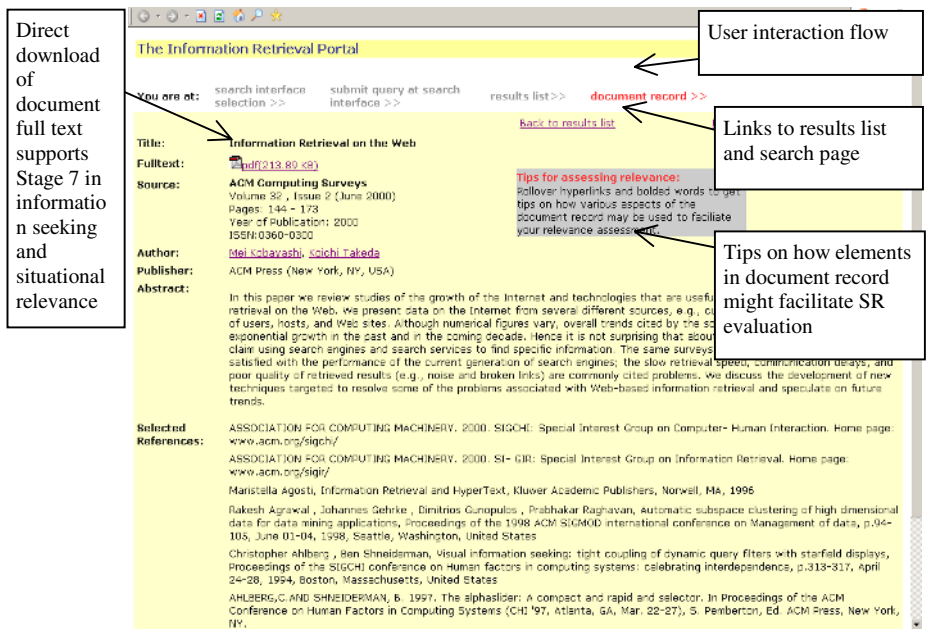 Direct
download
of
document
full text
supports
Stage 7 in
informatio
n seeking
and
situational
relevance
User interaction flow
Links to results list
and search page
Tips on how elements
in document record
might facilitate SR
evaluation
The Information Retrieval Portal
You are at: search interface selection >> submit query at search interface >> results list>> document record >>
Back to results list
Title: Information Retrieval on the Web
Fulltext: pdf(213.89 KB)
Source: ACM Computing Surveys
Volume 32 , Issue 2 (June 2000)
Pages: 144 - 173
Year of Publication: 2000
ISSN:0360-0300
Tips for assessing relevance:
Rollover hyperlinks and bolded words to get
tips on how various aspects of the
document record may be used to faciliate
your relevance assessment.
Author: Mei Kobayashi, Koichi Takeda
Publisher: ACM Press (New York, NY, USA)
Abstract:
In this paper we review studies of the growth of the Internet and technologies that are usefu
retrieval on the Web. We present data on the Internet from several different sources, e.g., cu
of users, hosts, and Web sites. Although numerical figures vary, overall trends cited by the so
exponential growth in the past and in the coming decade. Hence it is not surprising that about
claim using search engines and search services to find specific information. The same surveys
satisfied with the performance of the current generation of search engines; the slow retrieval speed, communication delays, and
poor quality of retrieved results (e.g., noise and broken links) are commonly cited problems. We discuss the development of new
techniques targeted to resolve some of the problems associated with Web-based information retrieval and speculate on future
trends.
Selected References:
ASSOCIATION FOR COMPUTING MACHINERY. 2000. SIGCHI: Special Interest Group on Computer- Human Interaction. Home page:
www.acm.org/sigchi/
ASSOCIATION FOR COMPUTING MACHINERY. 2000. SI- GIR: Special Interest Group on Information Retrieval. Home page:
www.acm.org/sigir/
Maristella Agosti, Information Retrieval and HyperText, Kluwer Academic Publishers, Norwell, MA, 1996
Rakesh Agrawal , Johannes Gehrke , Dimitrios Gunopulos , Prabhakar Raghavan, Automatic subspace clustering of high dimensional
data for data mining applications, Proceedings of the 1998 ACM SIGMOD international conference on Management of data, p.94-
105, June 01-04, 1998, Seattle, Washington, United States
Christopher Ahlberg , Ben Shneiderman, Visual information seeking: tight coupling of dynamic query filters with starfield displays,
Proceedings of the SIGCHI conference on Human factors in computing systems: celebrating interdependence, p.313-317, April
24-28, 1994, Boston, Massachusetts, United States
AHLBERG,C.AND SHNEIDERMAN, B. 1997. The alphaslider: A compact and rapid and selector. In Proceedings of the ACM
Conference on Human Factors in Computing Systems (CHI '97, Atlanta, GA, Mar. 22-27), S. Pemberton, Ed. ACM Press, New York,
NY.